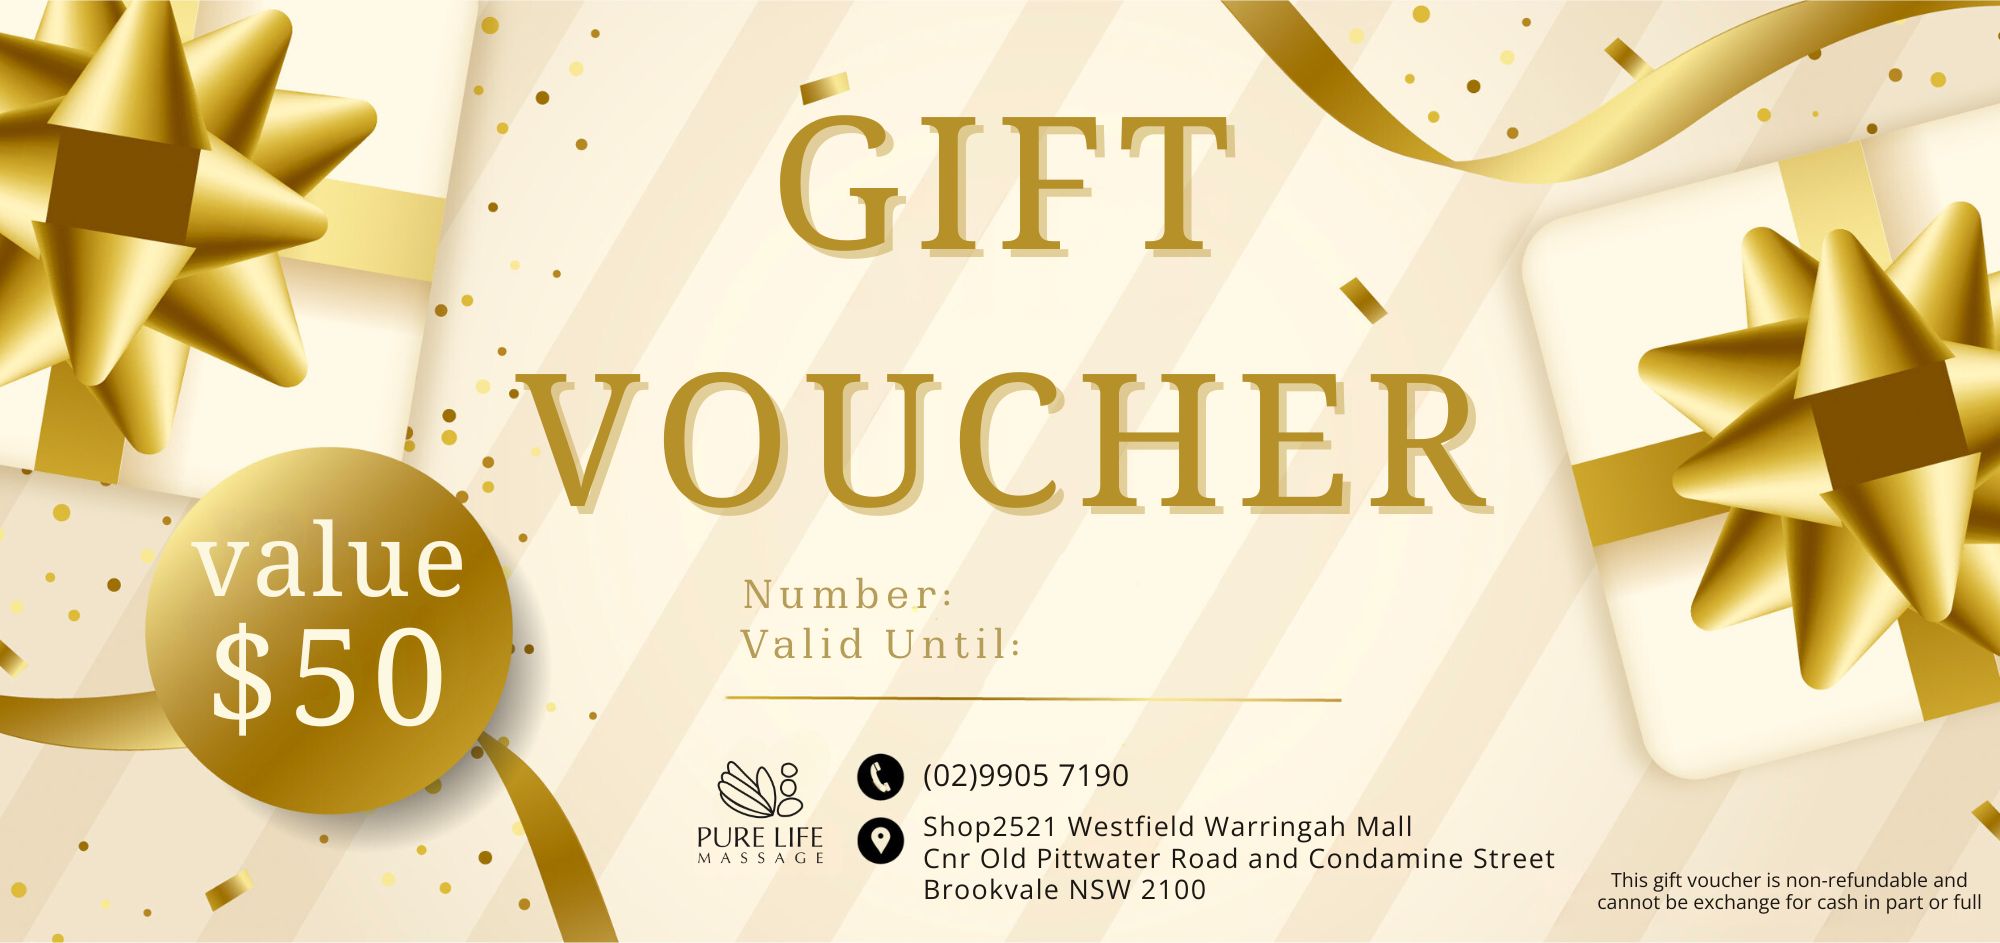 GIFT
VOUCHER
value
$50
Number:
Valid Until:
PURE LIFE
MASSAGE
(02)9905 7190
Shop2521 Westfield Warringah Mall
Cnr Old Pittwater Road and Condamine Street
Brookvale NSW 2100
This gift voucher is non-refundable and
cannot be exchange for cash in part or full